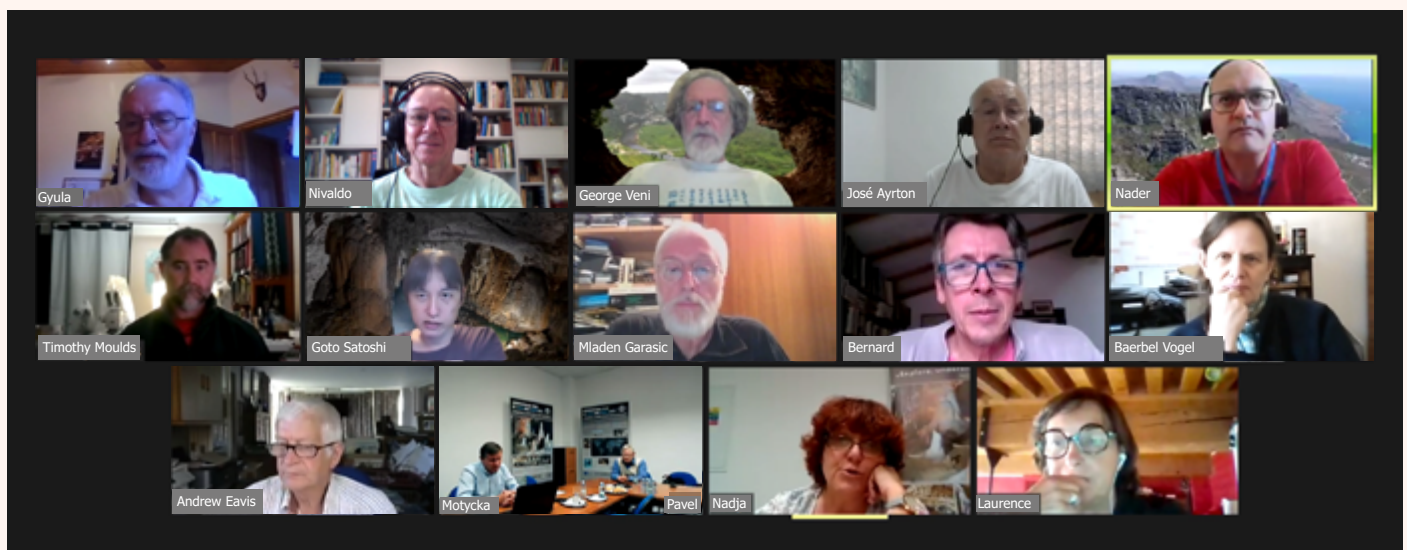 Gyula
Nivaldo
George Veni
José Ayrton
Nader
Timothy Moulds
Goto Satoshi
Mladen Garasic
Bernard
Baerbel Vogel
Andrew Eavis
Motycka
Pavel
Nadja
Laurence